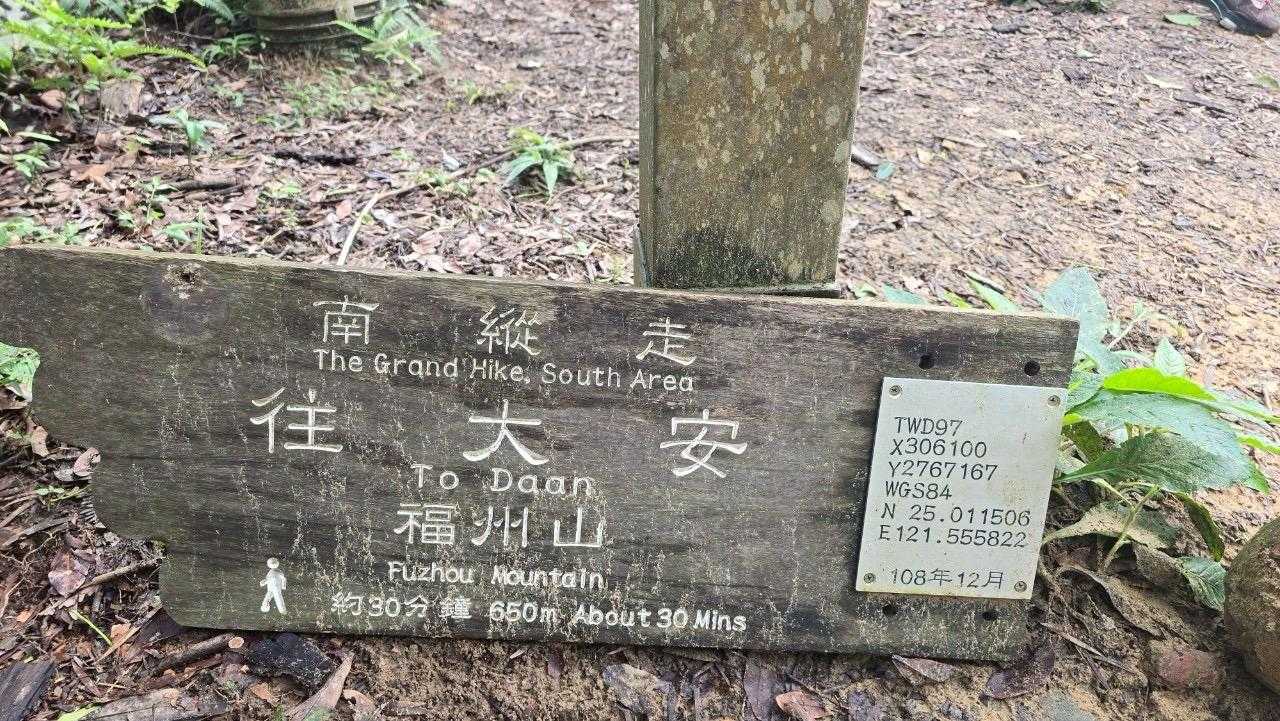 南縱走
The Grand Hike, South Area
往大安
To Daan
福州山
Fuzhou Mountain
約30分鐘 650m About 30 Mins
TWD97
X306100
Y2767167
WGS84
N 25.011506
E121.555822
108年12月